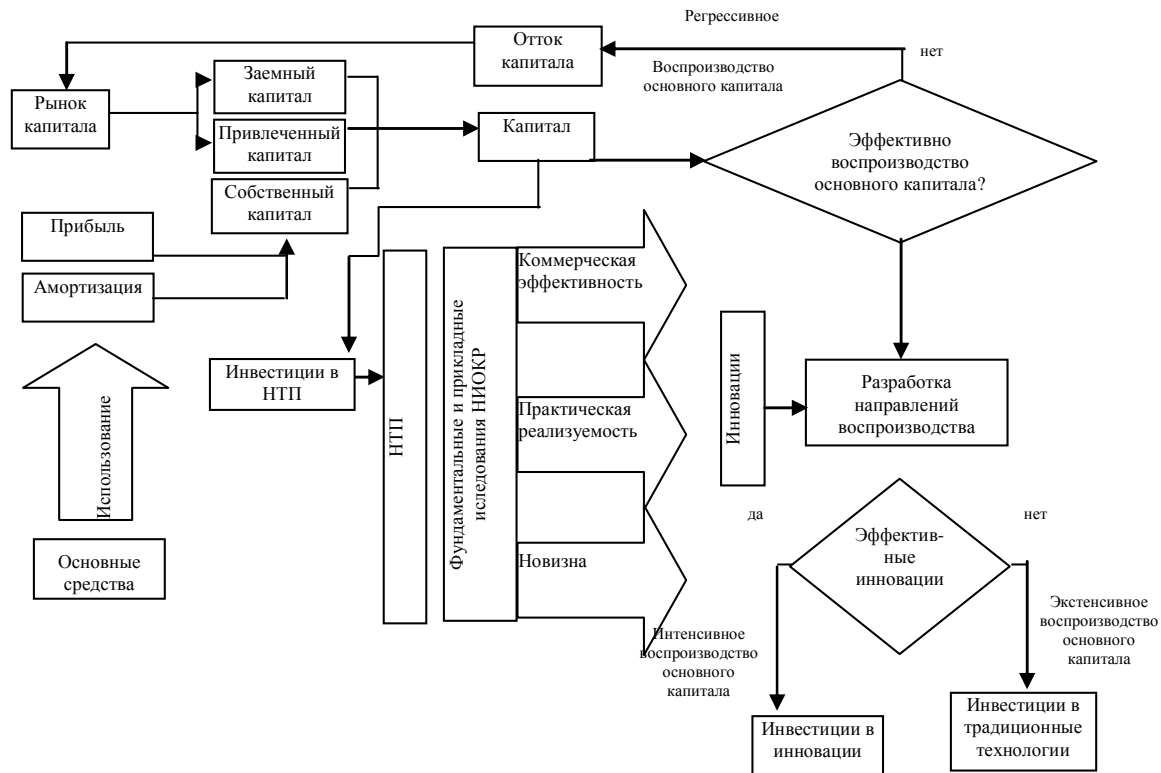 Регрессивное
Отток
капитала
нет
Воспроизводство
основного капитала
Заемный
капитал
Рынок
капитала
Привлеченный
капитал
Капитал
Эффективно
воспроизводство
основного капитала?
Собственный
капитал
Прибыль
Амортизация
Коммерческая
эффективность
Инвестиции в
НТП
НТП
Фундаментальные и прикладные
иследования НИОКР
Практическая
реализуемость
Новизна
Инновации
Разработка
направлений
воспроизводства
Использование
Основные
средства
да
нет
Эффектив-
ные
инновации
Интенсивное
воспроизводство
основного
капитала
Экстенсивное
воспроизводство
основного
капитала
Инвестиции в
инновации
Инвестиции в
традиционные
технологии